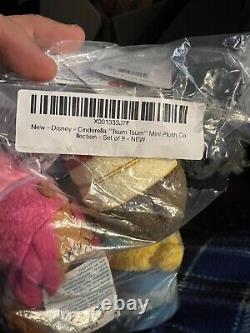 X001333J7F
New - Disney - Cinderella "Tsum Tsum" Mini Plush Co
llection - Set of 9 - NEW